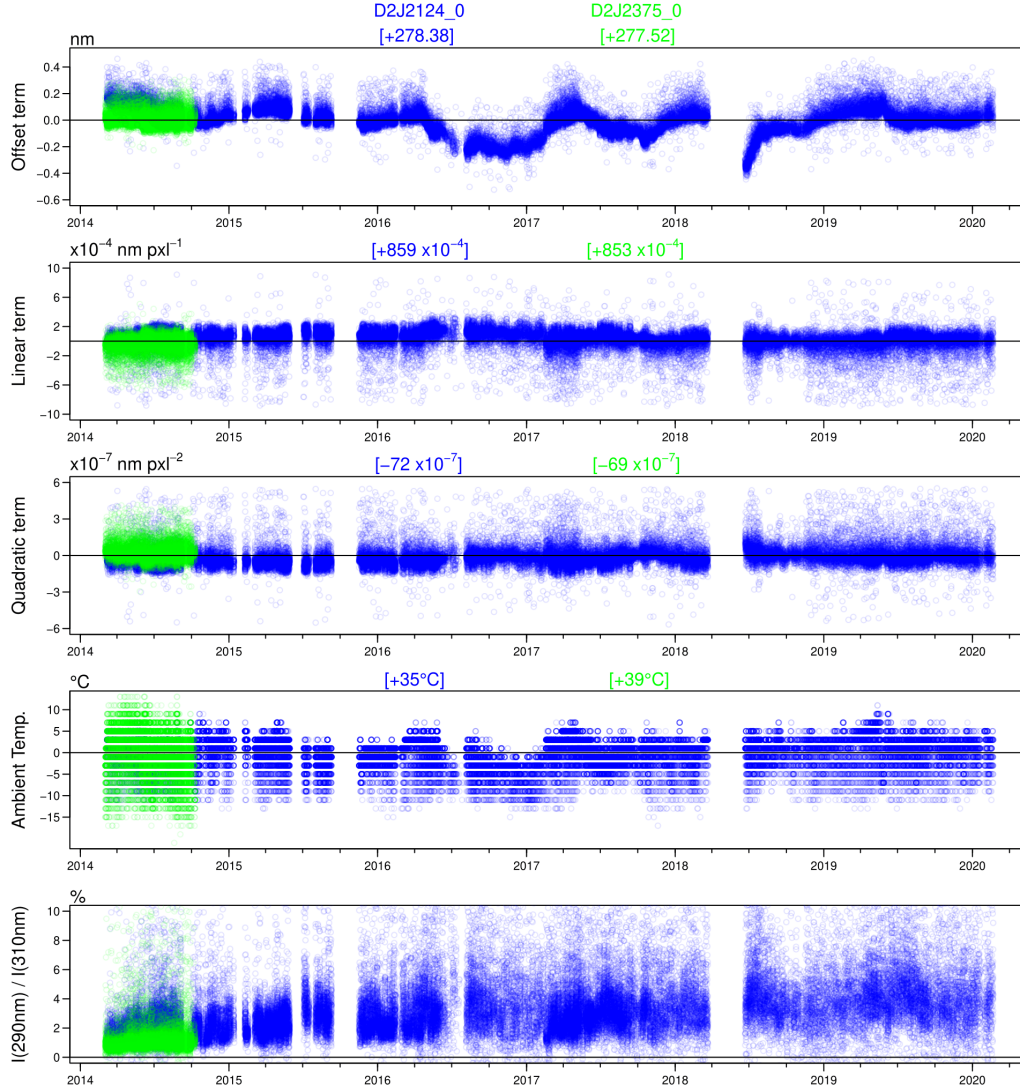 D2J2124_0 D2J2375_0
nm [+278.38] [+277.52]
Offset term
0.4
0.2
0.0
−0.2
−0.4
−0.6
2014 2015 2016 2017 2018 2019 2020
x10−4 nm pxl−1 [+859 x10−4] [+853 x10−4]
Linear term
10
6
2
−2
−6
−10
2014 2015 2016 2017 2018 2019 2020
x10−7 nm pxl−2 [−72 x10−7] [−69 x10−7]
Quadratic term
6
3
0
−3
−6
2014 2015 2016 2017 2018 2019 2020
°C [+35°C] [+39°C]
Ambient Temp.
10
5
0
−5
−10
−15
2014 2015 2016 2017 2018 2019 2020
%
I(290nm) / I(310nm)
10
8
6
4
2
0
2014 2015 2016 2017 2018 2019 2020